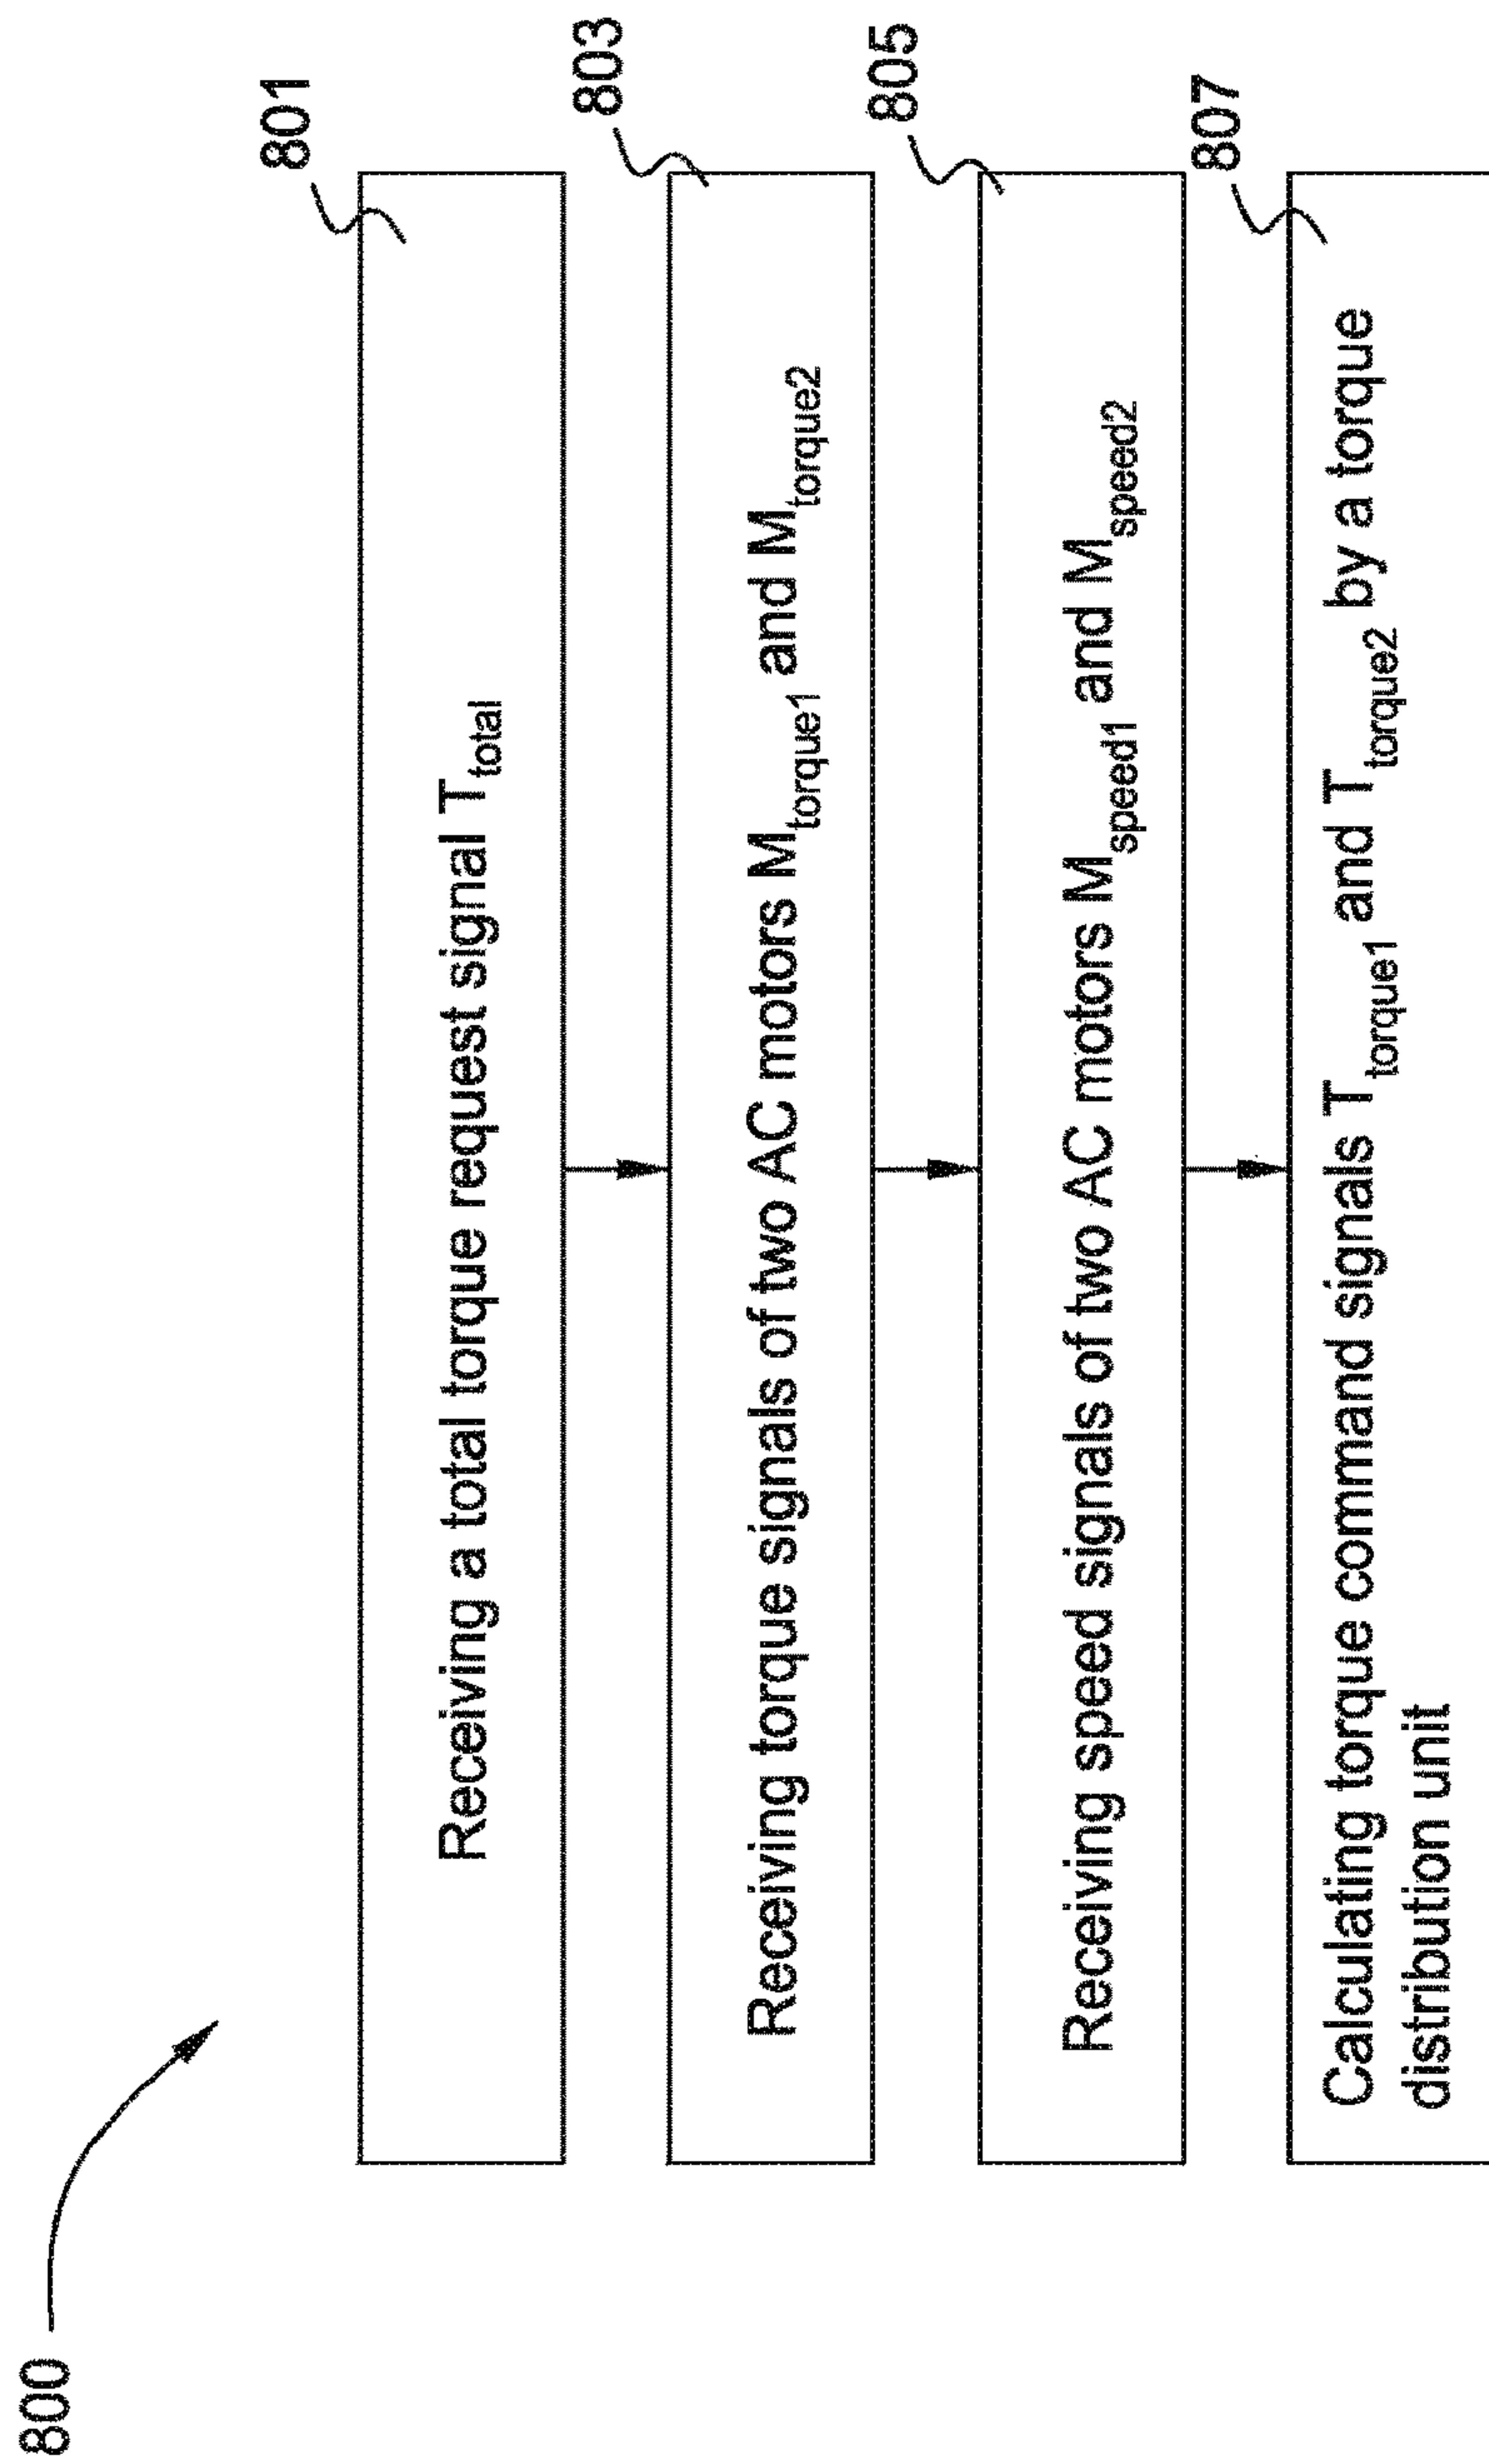 800
801
Receiving a total torque request signal T_total
803
Receiving torque signals of two AC motors M_torque1 and M_torque2
805
Receiving speed signals of two AC motors M_speed1 and M_speed2
807
Calculating torque command signals T_torque1 and T_torque2 by a torque
distribution unit